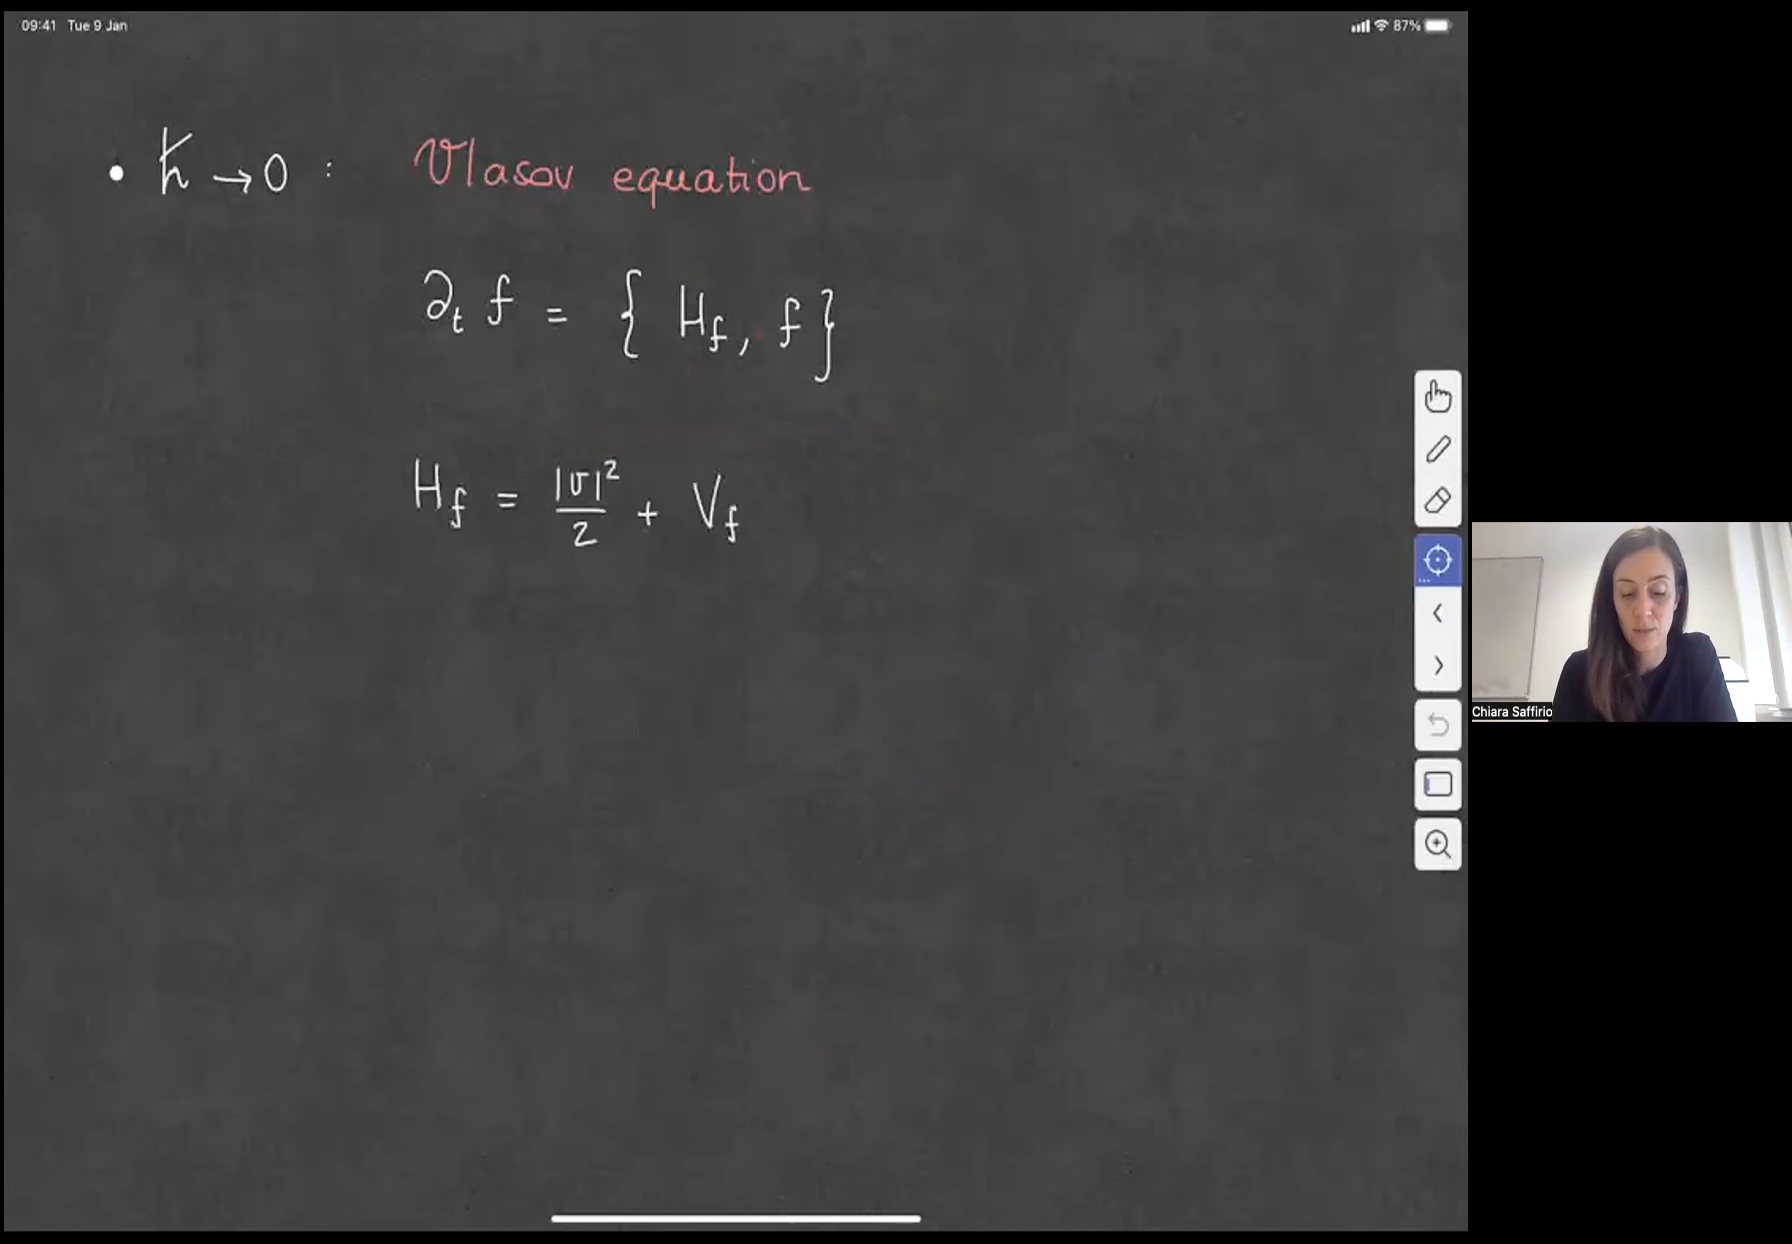 09:41 Tue 9 Jan
87%
• ℏ → 0 : Vlasov equation
∂ₜ f = { H_f , f }
H_f = |v|²/2 + V_f
Chiara Saffirio